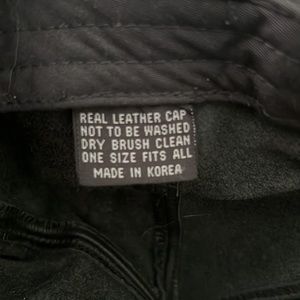 REAL LEATHER CAP
NOT TO BE WASHED
DRY BRUSH CLEAN
ONE SIZE FITS ALL
MADE IN KOREA